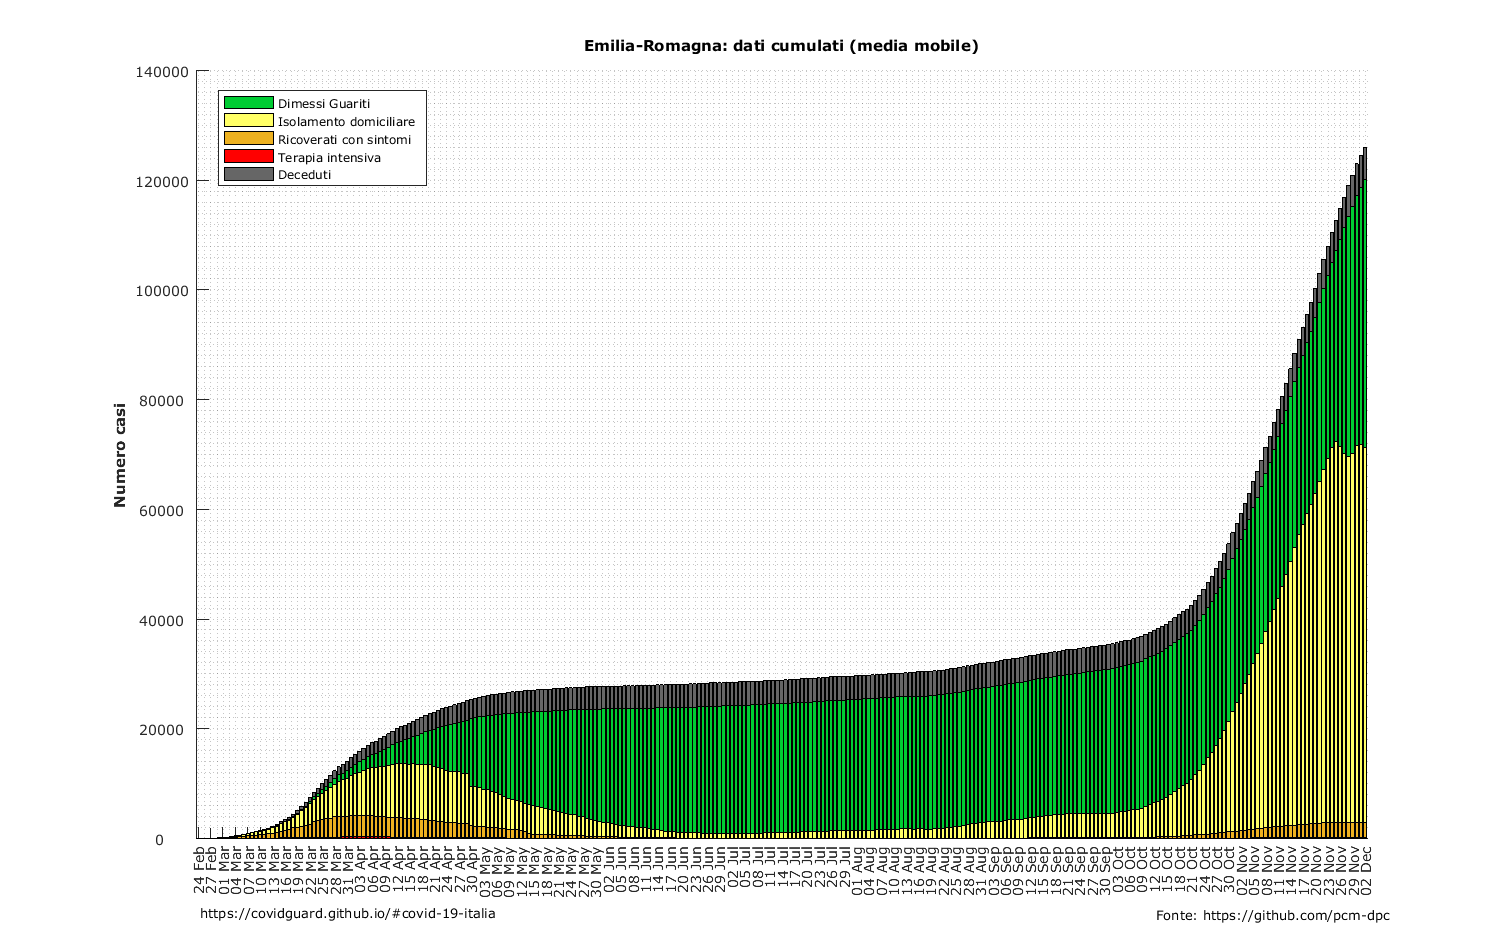 Emilia-Romagna: dati cumulati (media mobile)
140000
120000
100000
80000
60000
40000
20000
0
Numero casi
Dimessi Guariti
Isolamento domiciliare
Ricoverati con sintomi
Terapia intensiva
Deceduti
24 Feb
27 Feb
01 Mar
04 Mar
07 Mar
10 Mar
13 Mar
16 Mar
19 Mar
22 Mar
25 Mar
28 Mar
31 Mar
03 Apr
06 Apr
09 Apr
12 Apr
15 Apr
18 Apr
21 Apr
24 Apr
27 Apr
30 Apr
03 May
06 May
09 May
12 May
15 May
18 May
21 May
24 May
27 May
30 May
02 Jun
05 Jun
08 Jun
11 Jun
14 Jun
17 Jun
20 Jun
23 Jun
26 Jun
29 Jun
02 Jul
05 Jul
08 Jul
11 Jul
14 Jul
17 Jul
20 Jul
23 Jul
26 Jul
29 Jul
01 Aug
04 Aug
07 Aug
10 Aug
13 Aug
16 Aug
19 Aug
22 Aug
25 Aug
28 Aug
31 Aug
03 Sep
06 Sep
09 Sep
12 Sep
15 Sep
18 Sep
21 Sep
24 Sep
27 Sep
30 Sep
03 Oct
06 Oct
09 Oct
12 Oct
15 Oct
18 Oct
21 Oct
24 Oct
27 Oct
30 Oct
02 Nov
05 Nov
08 Nov
11 Nov
14 Nov
17 Nov
20 Nov
23 Nov
26 Nov
29 Nov
02 Dec
https://covidguard.github.io/#covid-19-italia
Fonte: https://github.com/pcm-dpc